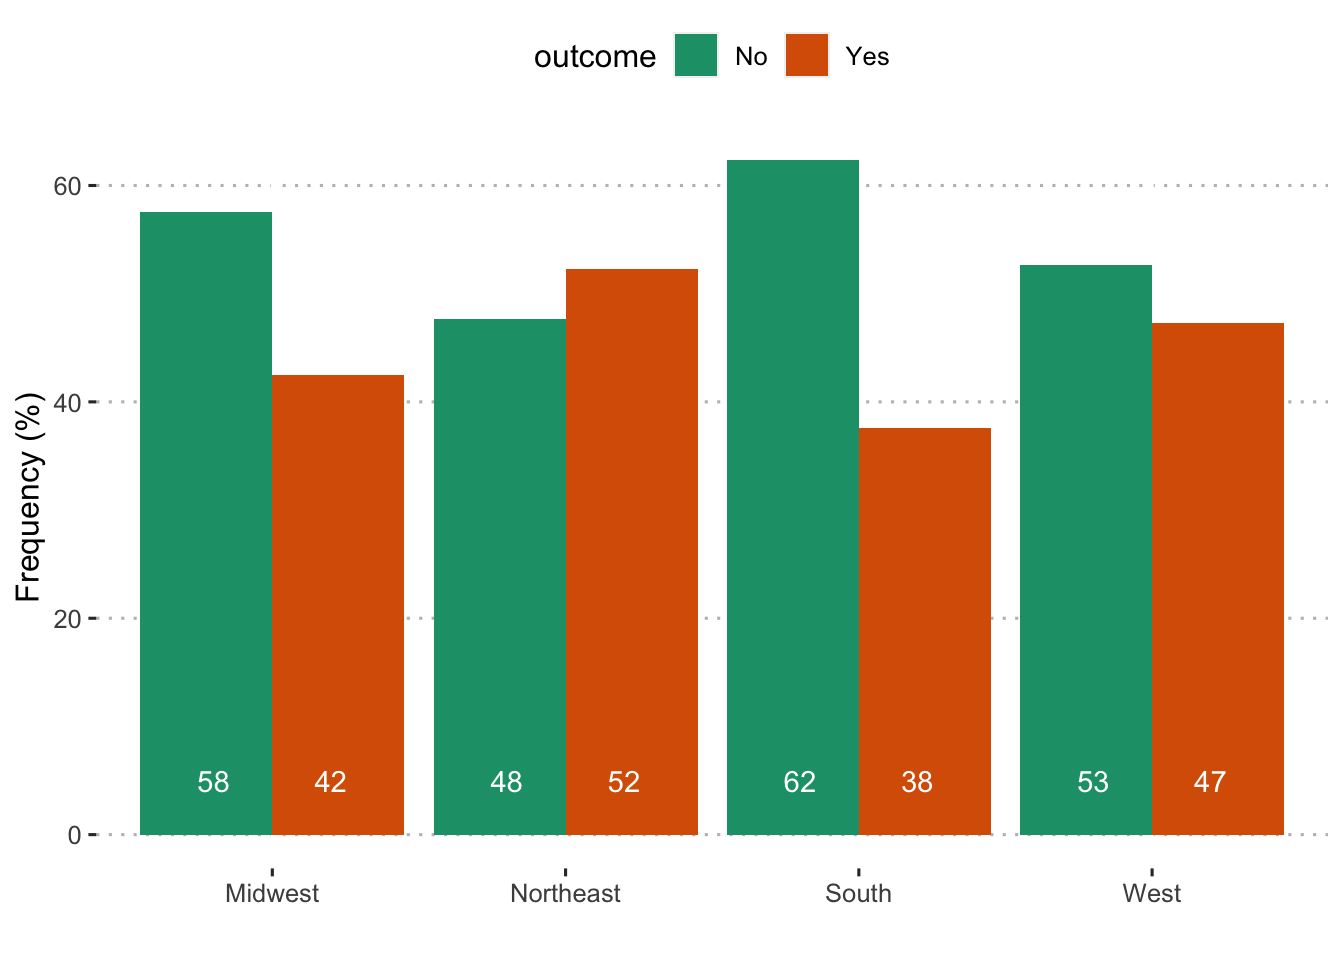 outcome No Yes
60
40
20
0
Frequency (%)
58 42 48 52 62 38 53 47
Midwest Northeast South West